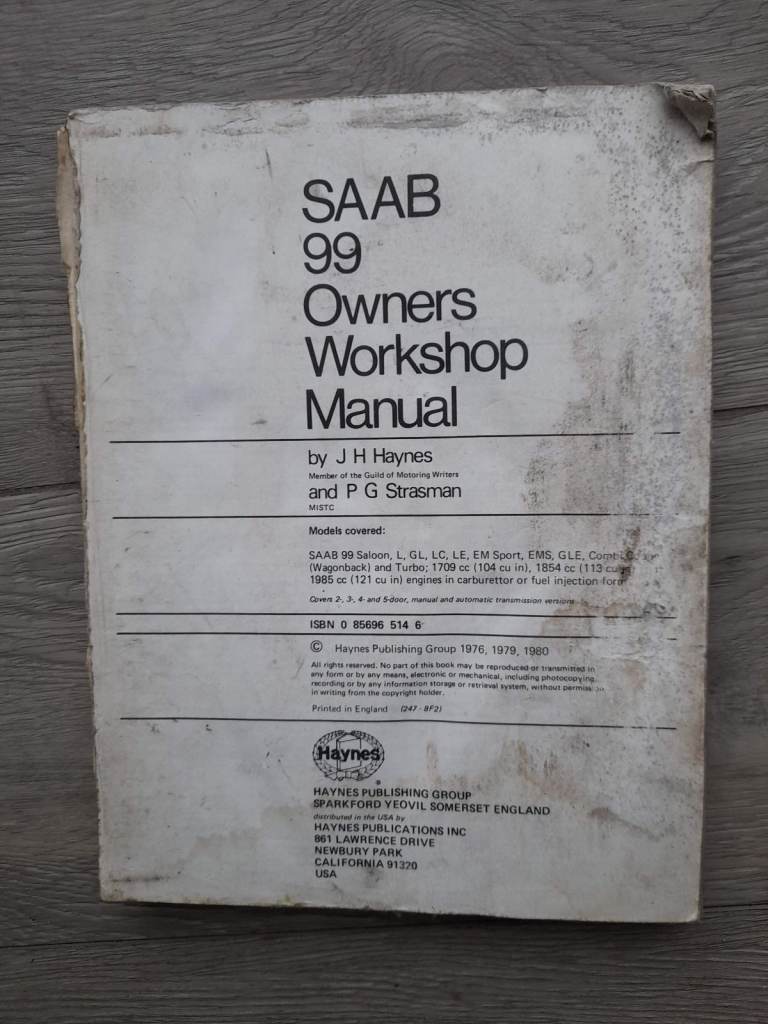 SAAB
99
Owners
Workshop
Manual
by J H Haynes
Member of the Guild of Motoring Writers
and P G Strasman
MISTC
Models covered:
SAAB 99 Saloon, L, GL, LC, LE, EM Sport, EMS, GLE, Combi
(Wagonback) and Turbo; 1709 cc (104 cu in), 1854 cc (113 cu
1985 cc (121 cu in) engines in carburettor or fuel injection form
Covers 2-, 3-, 4- and 5-door, manual and automatic transmission versions
ISBN 0 85696 514 6
© Haynes Publishing Group 1976, 1979, 1980
All rights reserved. No part of this book may be reproduced or transmitted in
any form or by any means, electronic or mechanical, including photocopying,
recording or by any information storage or retrieval system, without permission
in writing from the copyright holder.
Printed in England (247 - 8F2)
Haynes
®
HAYNES PUBLISHING GROUP
SPARKFORD YEOVIL SOMERSET ENGLAND
distributed in the USA by
HAYNES PUBLICATIONS INC
861 LAWRENCE DRIVE
NEWBURY PARK
CALIFORNIA 91320
USA